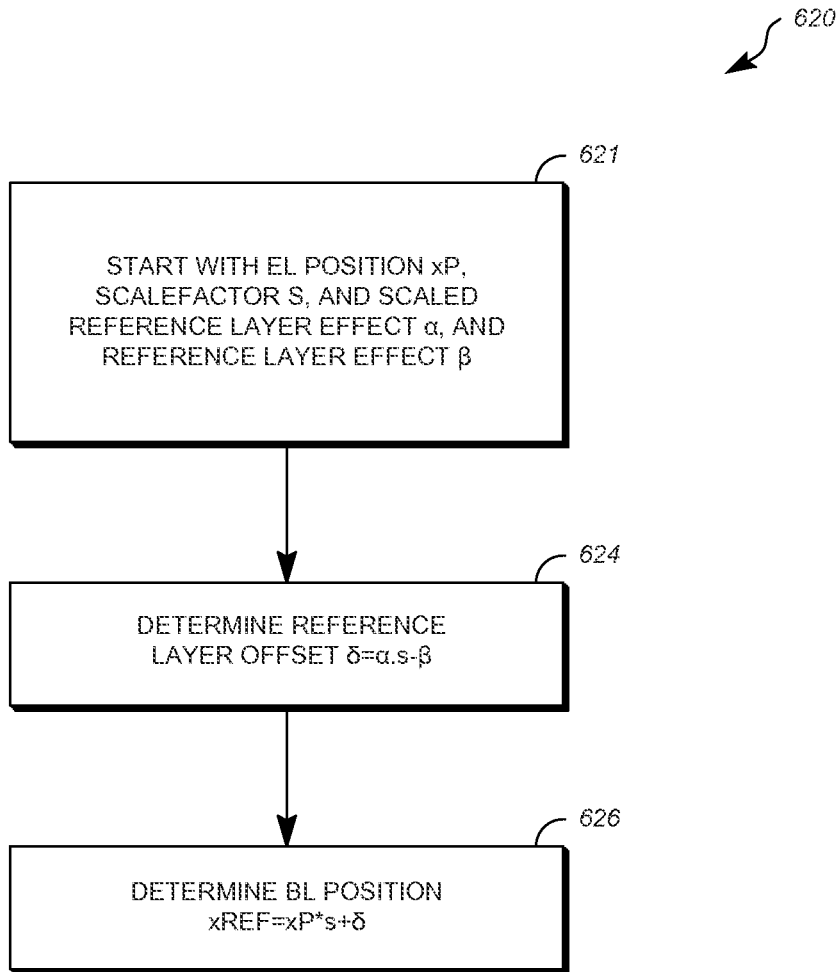 620
621
START WITH EL POSITION xP,
SCALEFACTOR S, AND SCALED
REFERENCE LAYER EFFECT α, AND
REFERENCE LAYER EFFECT β
624
DETERMINE REFERENCE
LAYER OFFSET δ=α.s-β
626
DETERMINE BL POSITION
xREF=xP*s+δ